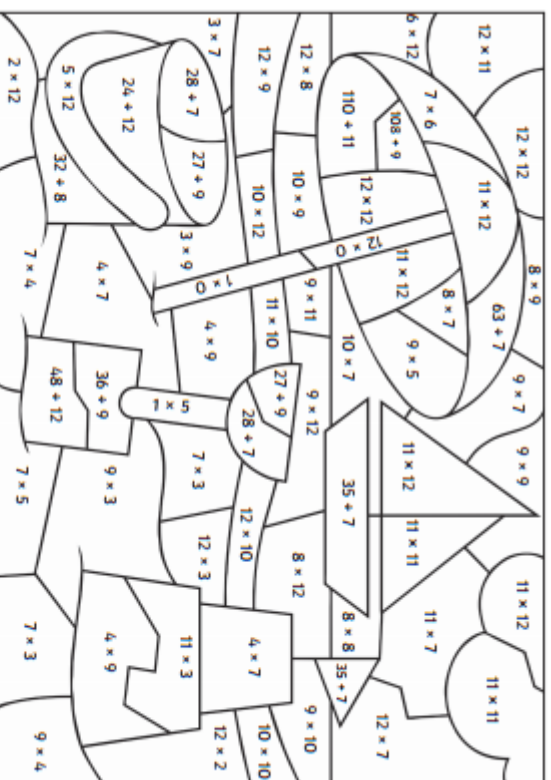 8 × 9
12 × 12
9 × 7
9 × 9
11 × 12
12 × 11
11 × 12
63 ÷ 7
11 × 11
8 × 7
7 × 6
9 × 5
11 × 12
11 × 11
11 × 7
6 × 12
108 ÷ 9
11 × 12
12 × 7
12 × 12
110 ÷ 11
12 × 0
10 × 7
35 ÷ 7
8 × 8
35 ÷ 7
12 × 8
10 × 9
9 × 11
9 × 12
8 × 12
9 × 10
12 × 9
10 × 12
11 × 10
27 ÷ 9
28 ÷ 7
12 × 10
4 × 7
10 × 10
3 × 7
1 × 0
4 × 9
7 × 3
12 × 3
12 × 2
28 ÷ 7
27 ÷ 9
3 × 9
1 × 5
11 × 3
24 ÷ 12
4 × 7
36 ÷ 9
9 × 3
4 × 9
5 × 12
32 ÷ 8
48 ÷ 12
2 × 12
7 × 4
7 × 5
7 × 3
9 × 4